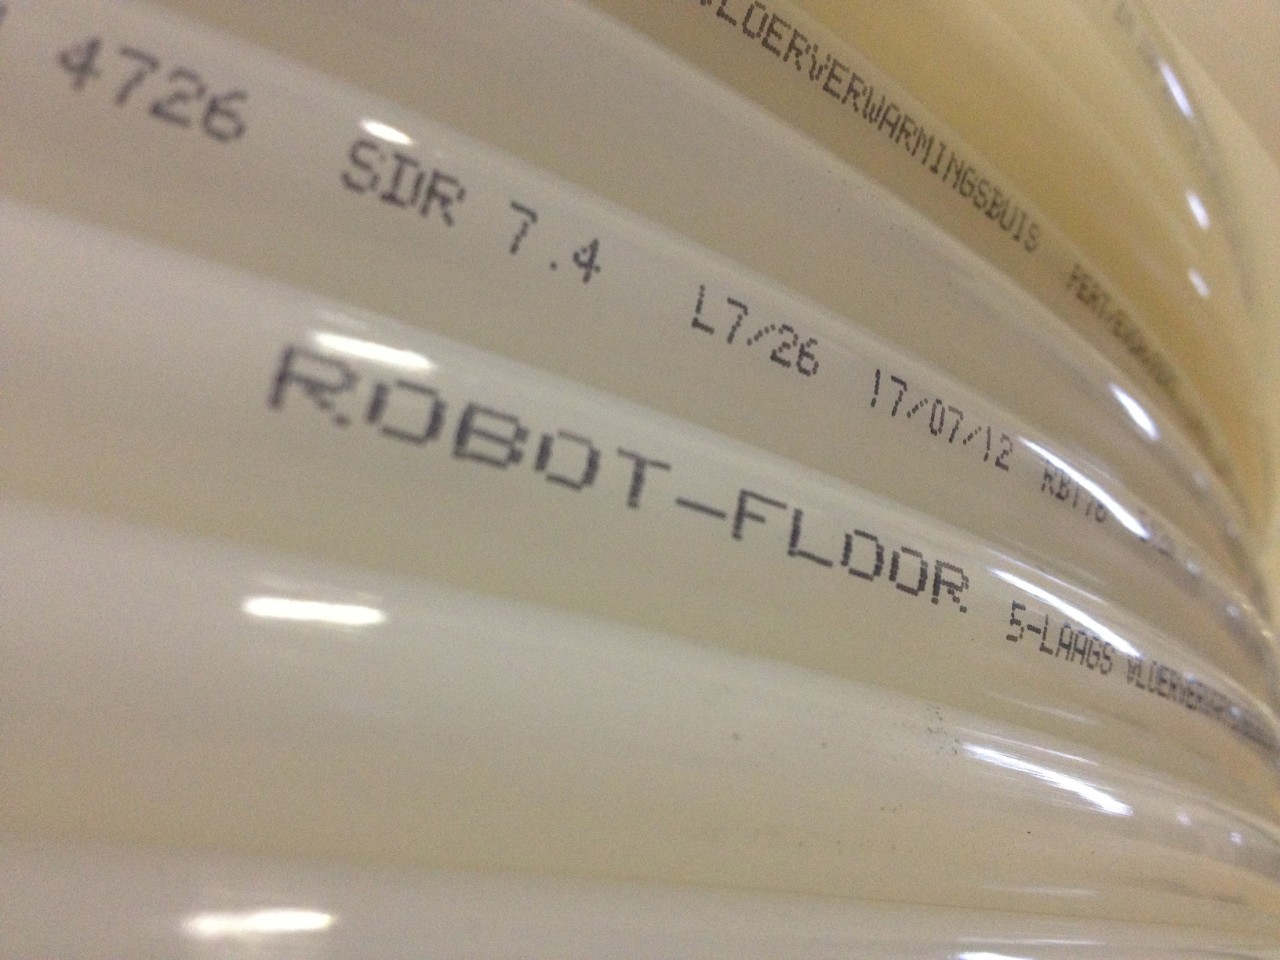 VLOERVERWARMINGSBUIS
4726 SDR 7.4 L7/26 17/07/12
ROBOT-FLOOR 5-LAAGS